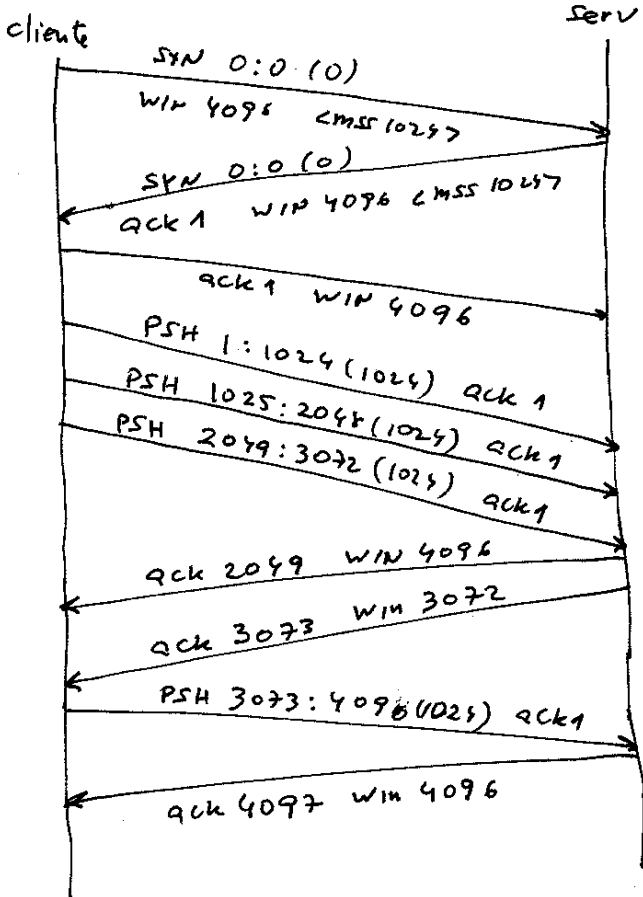 cliente
Serv
SYN 0:0 (0)
WIN 4096 <mss 1024>
SYN 0:0 (0)
ack 1 WIN 4096 <mss 1024>
ack 1 WIN 4096
PSH 1:1024 (1024) ack 1
PSH 1025:2048 (1024) ack 1
PSH 2049:3072 (1024) ack 1
ack 2049 WIN 4096
ack 3073 Win 3072
PSH 3073:4096 (1024) ack 1
ack 4097 Win 4096